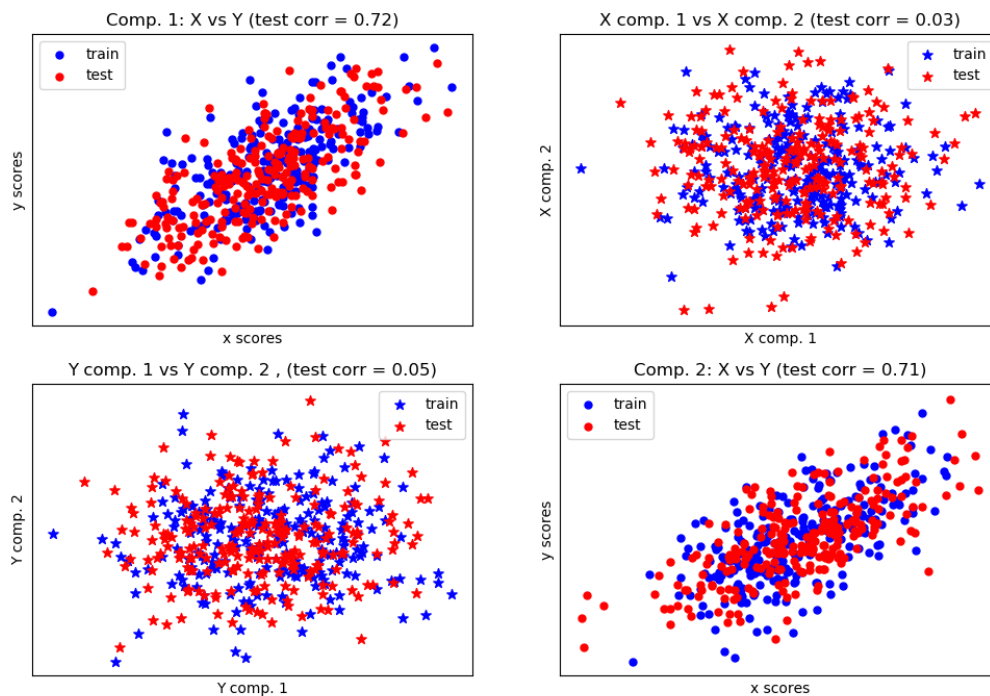 Comp. 1: X vs Y (test corr = 0.72)
train
test
y scores
x scores
X comp. 1 vs X comp. 2 (test corr = 0.03)
train
test
X comp. 2
X comp. 1
Y comp. 1 vs Y comp. 2 , (test corr = 0.05)
train
test
Y comp. 2
Y comp. 1
Comp. 2: X vs Y (test corr = 0.71)
train
test
y scores
x scores